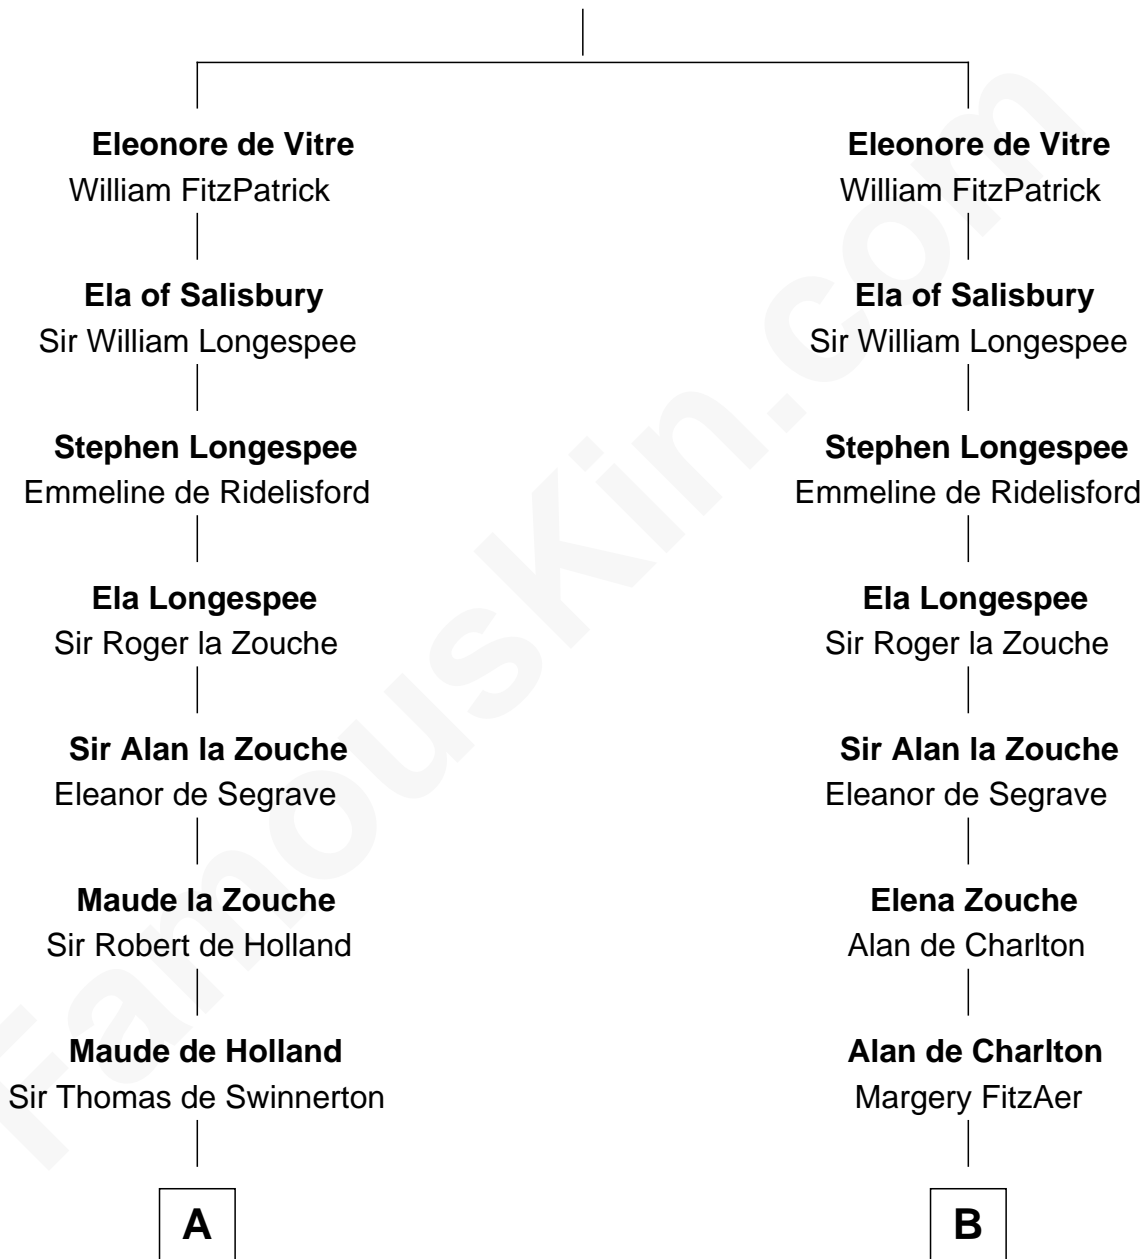 Eleonore de Vitre
William FitzPatrick
Ela of Salisbury
Sir William Longespee
Stephen Longespee
Emmeline de Ridelisford
Ela Longespee
Sir Roger la Zouche
Sir Alan la Zouche
Eleanor de Segrave
Maude la Zouche
Sir Robert de Holland
Maude de Holland
Sir Thomas de Swinnerton
A
Eleonore de Vitre
William FitzPatrick
Ela of Salisbury
Sir William Longespee
Stephen Longespee
Emmeline de Ridelisford
Ela Longespee
Sir Roger la Zouche
Sir Alan la Zouche
Eleanor de Segrave
Elena Zouche
Alan de Charlton
Alan de Charlton
Margery FitzAer
B
FamousKin.com